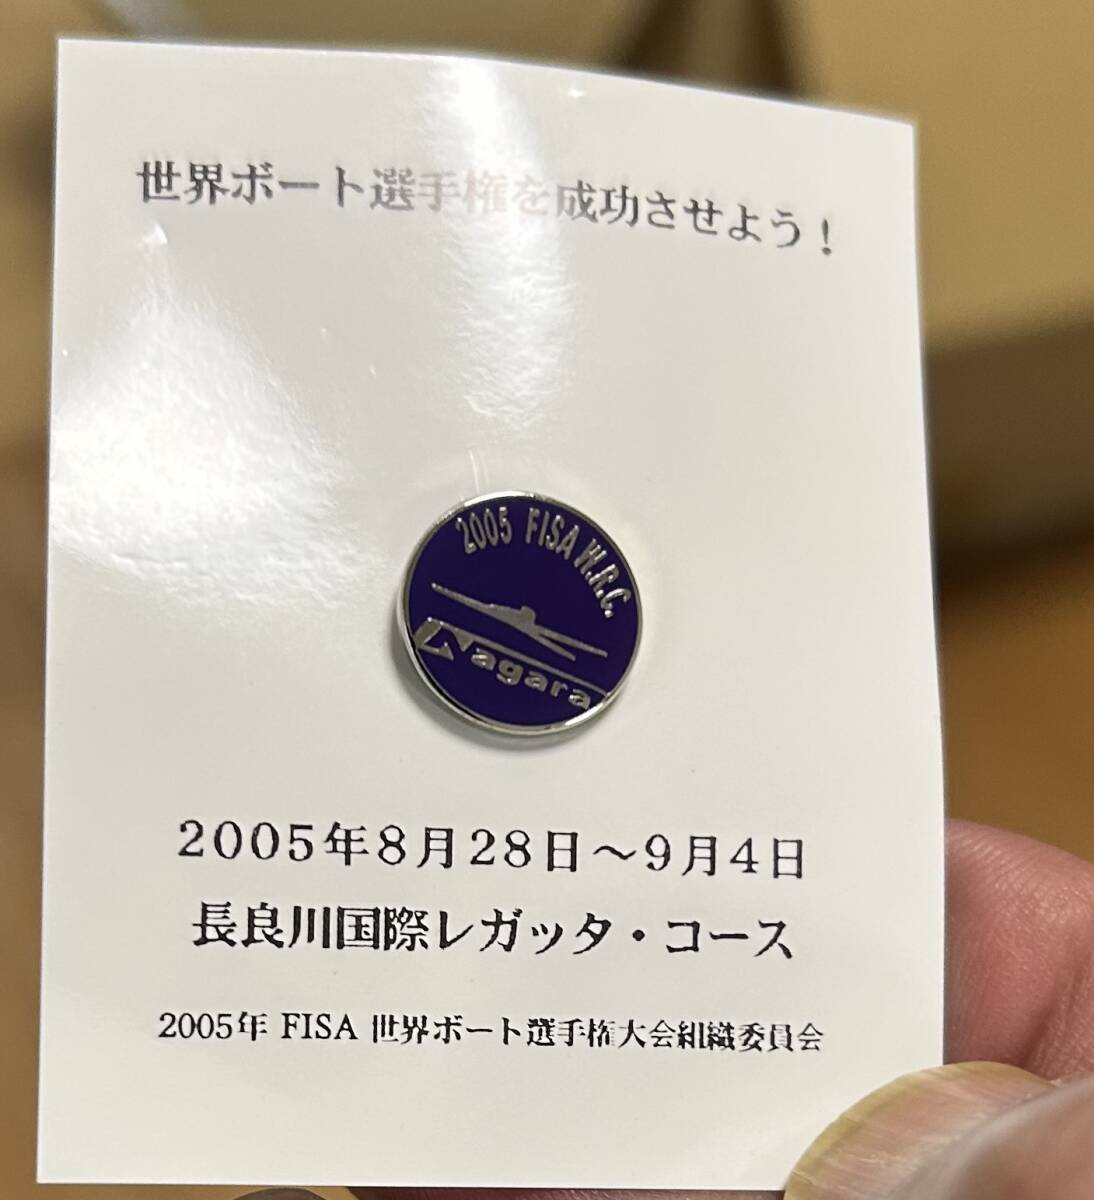 世界ボート選手権を成功させよう！
2005 FISA W.R.C.
Nagara
２００５年８月２８日～９月４日
長良川国際レガッタ・コース
2005年 FISA 世界ボート選手権大会組織委員会